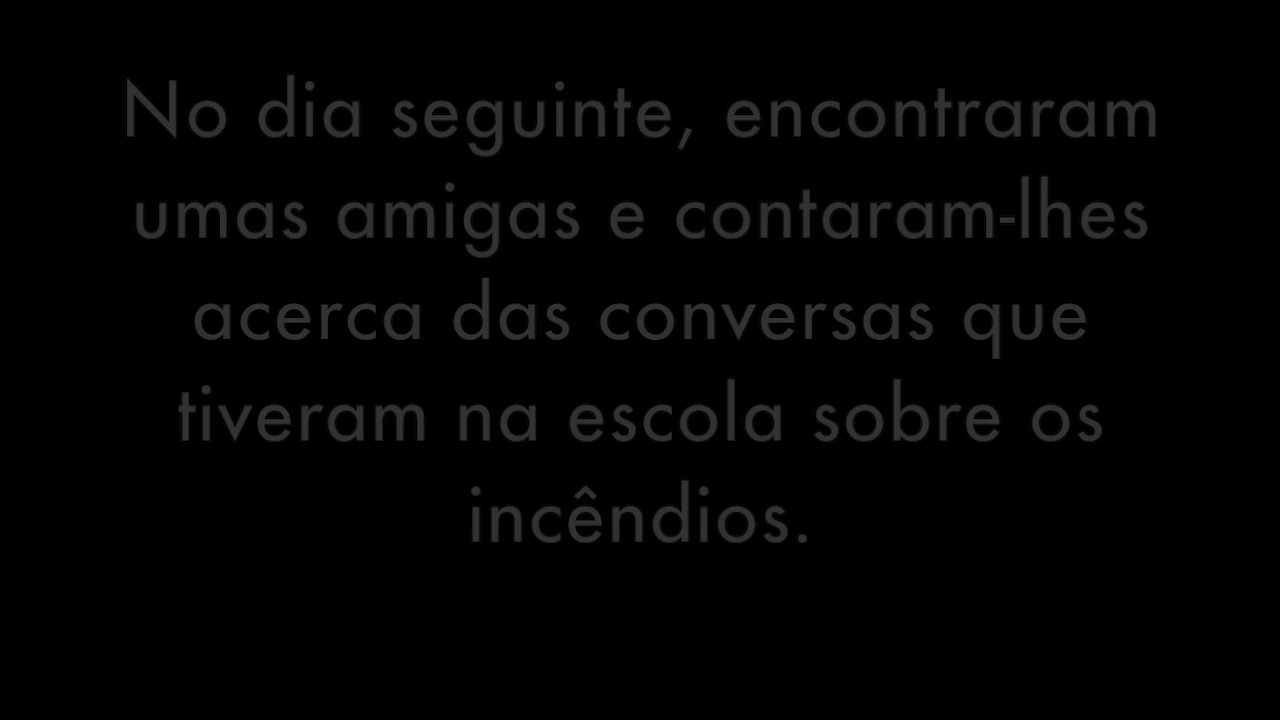 No dia seguinte, encontraram
umas amigas e contaram-lhes
acerca das conversas que
tiveram na escola sobre os
incêndios.